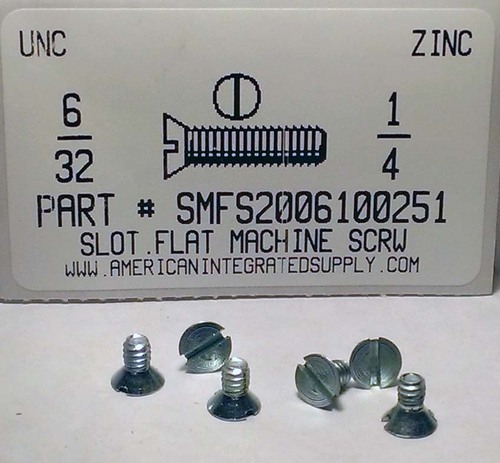 UNC ZINC
6/32 1/4
PART # SMFS2006100251
SLOT.FLAT MACHINE SCRW
WWW.AMERICANINTEGRATEDSUPPLY.COM